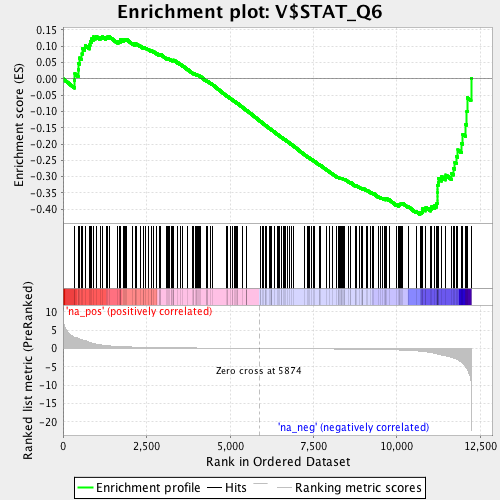 Enrichment plot: V$STAT_Q6
Enrichment score (ES)
0.15
0.10
0.05
0.00
-0.05
-0.10
-0.15
-0.20
-0.25
-0.30
-0.35
-0.40
'na_pos' (positively correlated)
Ranked list metric (PreRanked)
10
5
0
-5
-10
-15
-20
Zero cross at 5874
'na_neg' (negatively correlated)
0
2,500
5,000
7,500
10,000
12,500
Rank in Ordered Dataset
Enrichment profile
Hits
Ranking metric scores